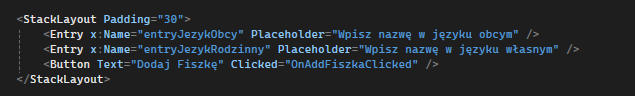 <StackLayout Padding="30">
<Entry x:Name="entryJezykObcy" Placeholder="Wpisz nazwę w języku obcym" />
<Entry x:Name="entryJezykRodzinny" Placeholder="Wpisz nazwę w języku własnym" />
<Button Text="Dodaj Fiszkę" Clicked="OnAddFiszkaClicked" />
</StackLayout>